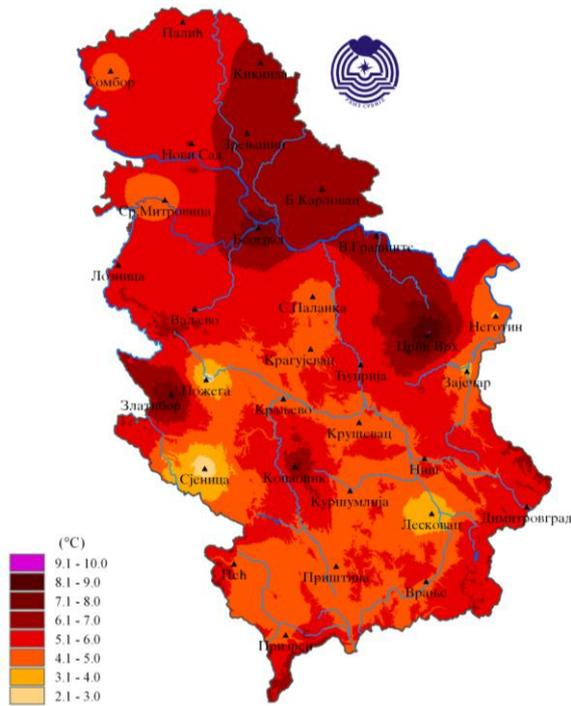 Палић
Кикинда
Сомбор
Зрењанин
Нови Сад
Б.Карловац
Ср.Митровица
Београд
В.Градиште
Лозница
С.Паланка
Ваљево
Неготин
Црни Врх
Крагујевац
Ћуприја
Зајечар
Пожега
Златибор
Краљево
Крушевац
Ниш
Сјеница
Копаоник
Куршумлија
Лесковац
Димитровград
Пећ
Приштина
Врање
Призрен
(°C)
9.1 - 10.0
8.1 - 9.0
7.1 - 8.0
6.1 - 7.0
5.1 - 6.0
4.1 - 5.0
3.1 - 4.0
2.1 - 3.0